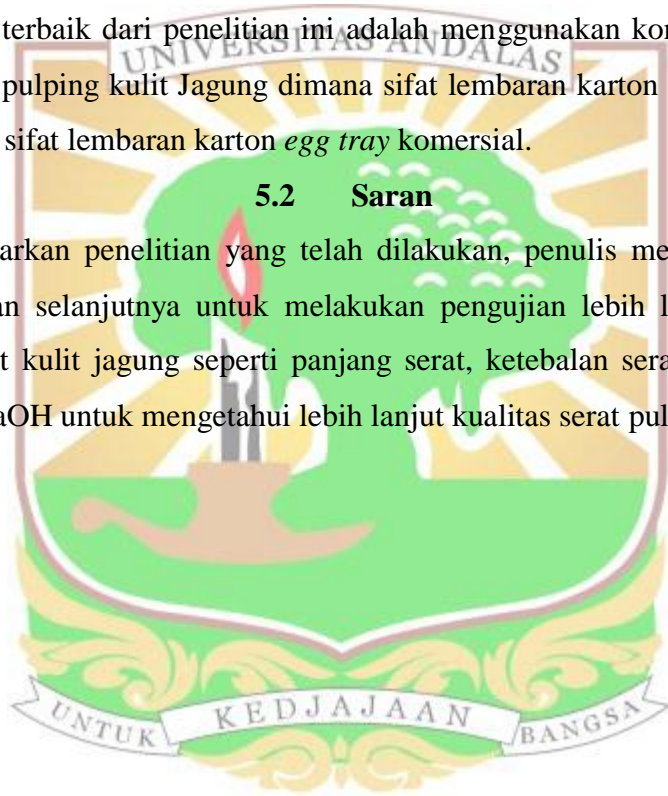 terbaik dari penelitian ini adalah menggunakan
UNIVERSITAS ANDALAS
pulping kulit Jagung dimana sifat lembaran karton
sifat lembaran karton egg tray komersial.
5.2 Saran
arkan penelitian yang telah dilakukan, penulis me
an selanjutnya untuk melakukan pengujian lebih l
t kulit jagung seperti panjang serat, ketebalan sera
aOH untuk mengetahui lebih lanjut kualitas serat pul
UNTUK KEDJAJAAN BANGSA